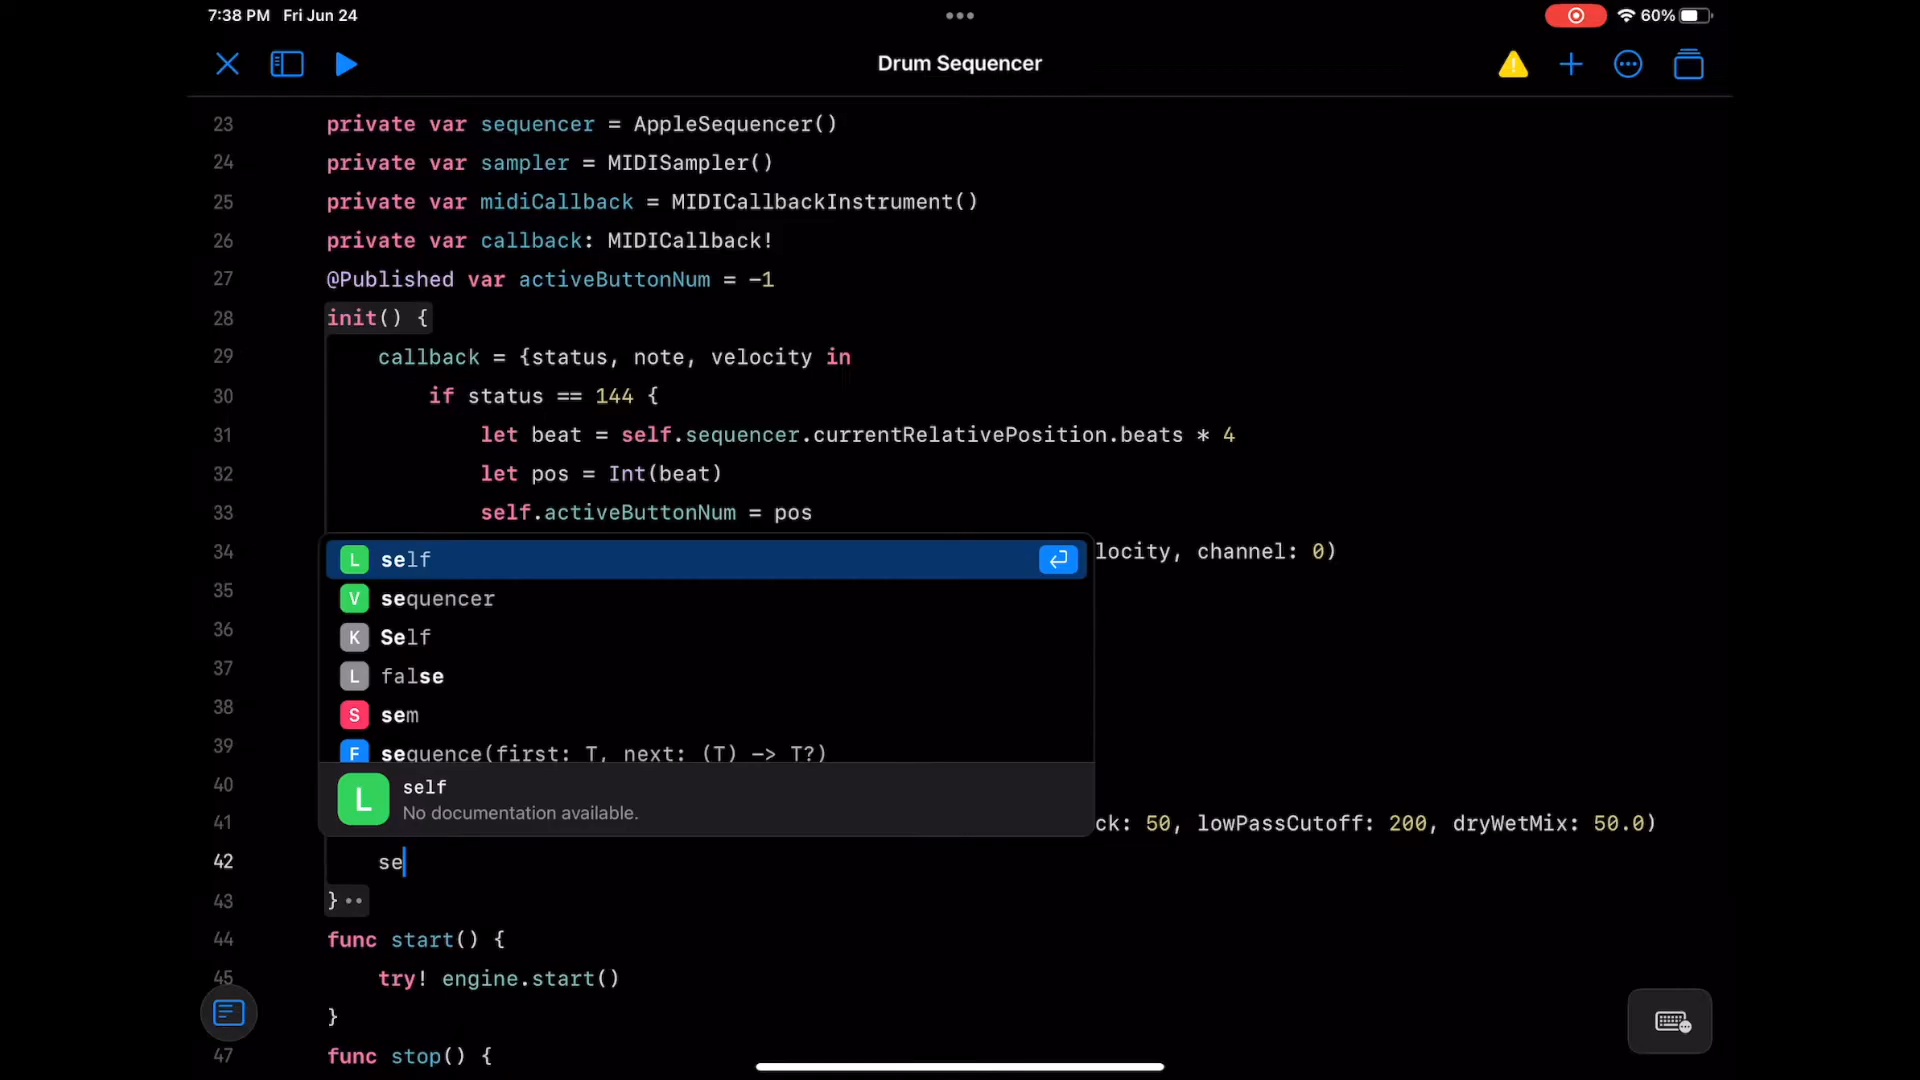 7:38 PM Fri Jun 24
60%
Drum Sequencer
23 private var sequencer = AppleSequencer()
24 private var sampler = MIDISampler()
25 private var midiCallback = MIDICallbackInstrument()
26 private var callback: MIDICallback!
27 @Published var activeButtonNum = −1
28 init() {
29 callback = {status, note, velocity in
30 if status == 144 {
31 let beat = self.sequencer.currentRelativePosition.beats * 4
32 let pos = Int(beat)
33 self.activeButtonNum = pos
34 locity, channel: 0)
L self
35
V sequencer
36
K Self
37
L false
38
S sem
39
F sequence(first: T, next: (T) −> T?)
40
L self
No documentation available.
41 ck: 50, lowPassCutoff: 200, dryWetMix: 50.0)
42 se
43 }
44 func start() {
45 try! engine.start()
}
47 func stop() {